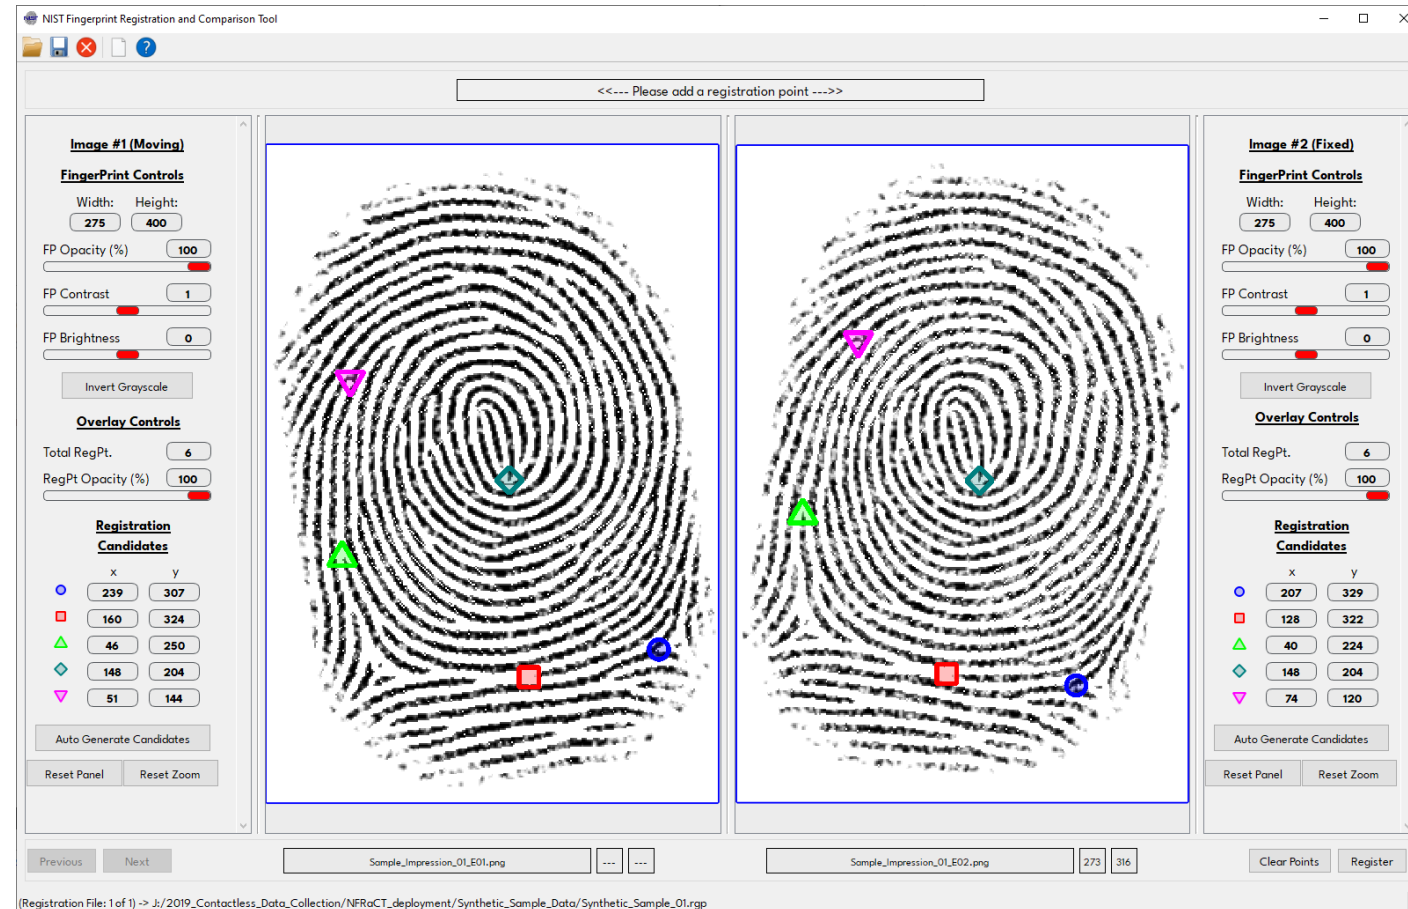 NIST Fingerprint Registration and Comparison Tool
<<--- Please add a registration point --->>
Image #1 (Moving)
FingerPrint Controls
Width: Height:
275 400
FP Opacity (%) 100
FP Contrast 1
FP Brightness 0
Invert Grayscale
Overlay Controls
Total RegPt. 6
RegPt Opacity (%) 100
Registration
Candidates
x y
239 307
160 324
46 250
148 204
51 144
Auto Generate Candidates
Reset Panel Reset Zoom
Image #2 (Fixed)
FingerPrint Controls
Width: Height:
275 400
FP Opacity (%) 100
FP Contrast 1
FP Brightness 0
Invert Grayscale
Overlay Controls
Total RegPt. 6
RegPt Opacity (%) 100
Registration
Candidates
x y
207 329
128 322
40 224
148 204
74 120
Auto Generate Candidates
Reset Panel Reset Zoom
Previous Next Sample_Impression_01_E01.png --- --- Sample_Impression_01_E02.png 273 316 Clear Points Register
(Registration File: 1 of 1) -> J:/2019_Contactless_Data_Collection/NFRaCT_deployment/Synthetic_Sample_Data/Synthetic_Sample_01.rgp